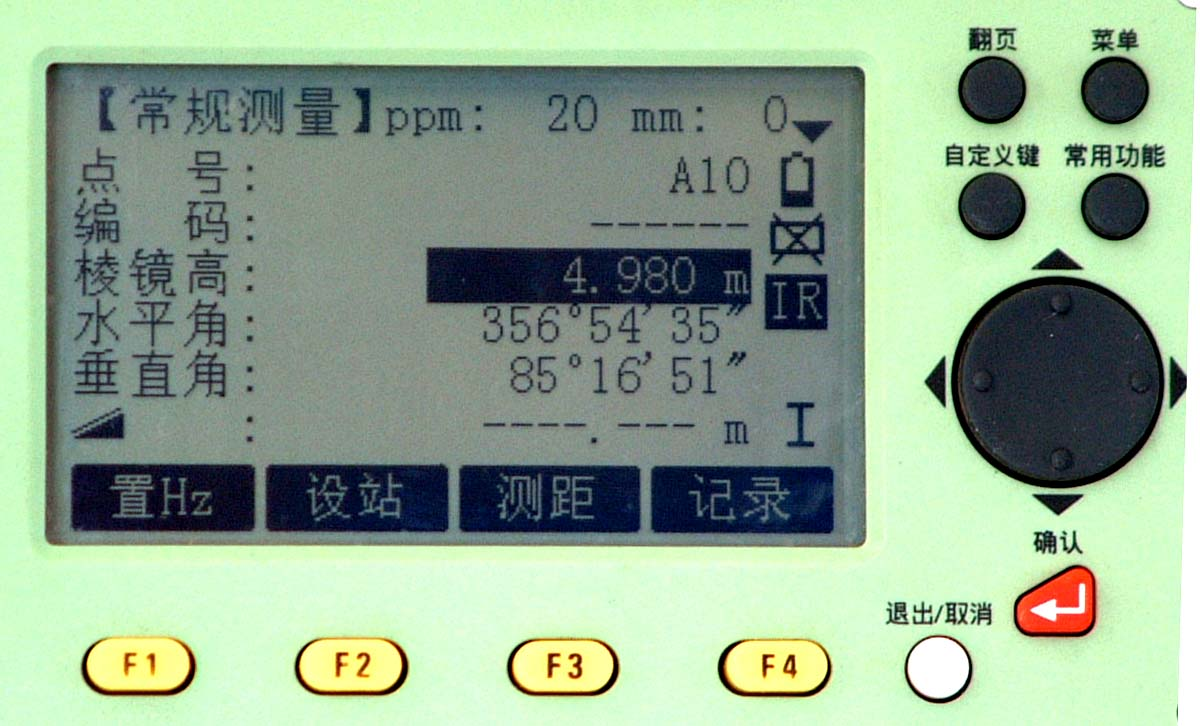 翻页 菜单
【常规测量】ppm: 20 mm: 0
自定义键 常用功能
点 号: A10
编 码: ------
棱镜高: 4.980 m
IR
水平角: 356°54′35″
垂直角: 85°16′51″
: ----.--- m I
置Hz 设站 测距 记录
确认
退出/取消
F1 F2 F3 F4